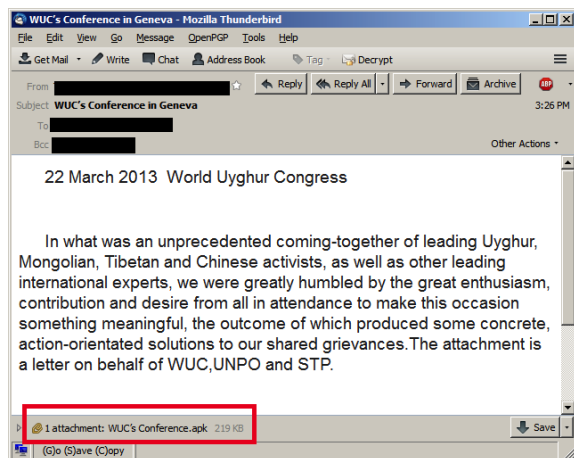 WUC's Conference in Geneva - Mozilla Thunderbird
File Edit View Go Message OpenPGP Tools Help
Get Mail Write Chat Address Book Tag Decrypt
From Reply Reply All Forward Archive ABP
Subject WUC's Conference in Geneva 3:26 PM
To
Bcc Other Actions
22 March 2013 World Uyghur Congress
In what was an unprecedented coming-together of leading Uyghur,
Mongolian, Tibetan and Chinese activists, as well as other leading
international experts, we were greatly humbled by the great enthusiasm,
contribution and desire from all in attendance to make this occasion
something meaningful, the outcome of which produced some concrete,
action-orientated solutions to our shared grievances.The attachment is
a letter on behalf of WUC,UNPO and STP.
1 attachment: WUC's Conference.apk 219 KB Save
(G)o (S)ave (C)opy